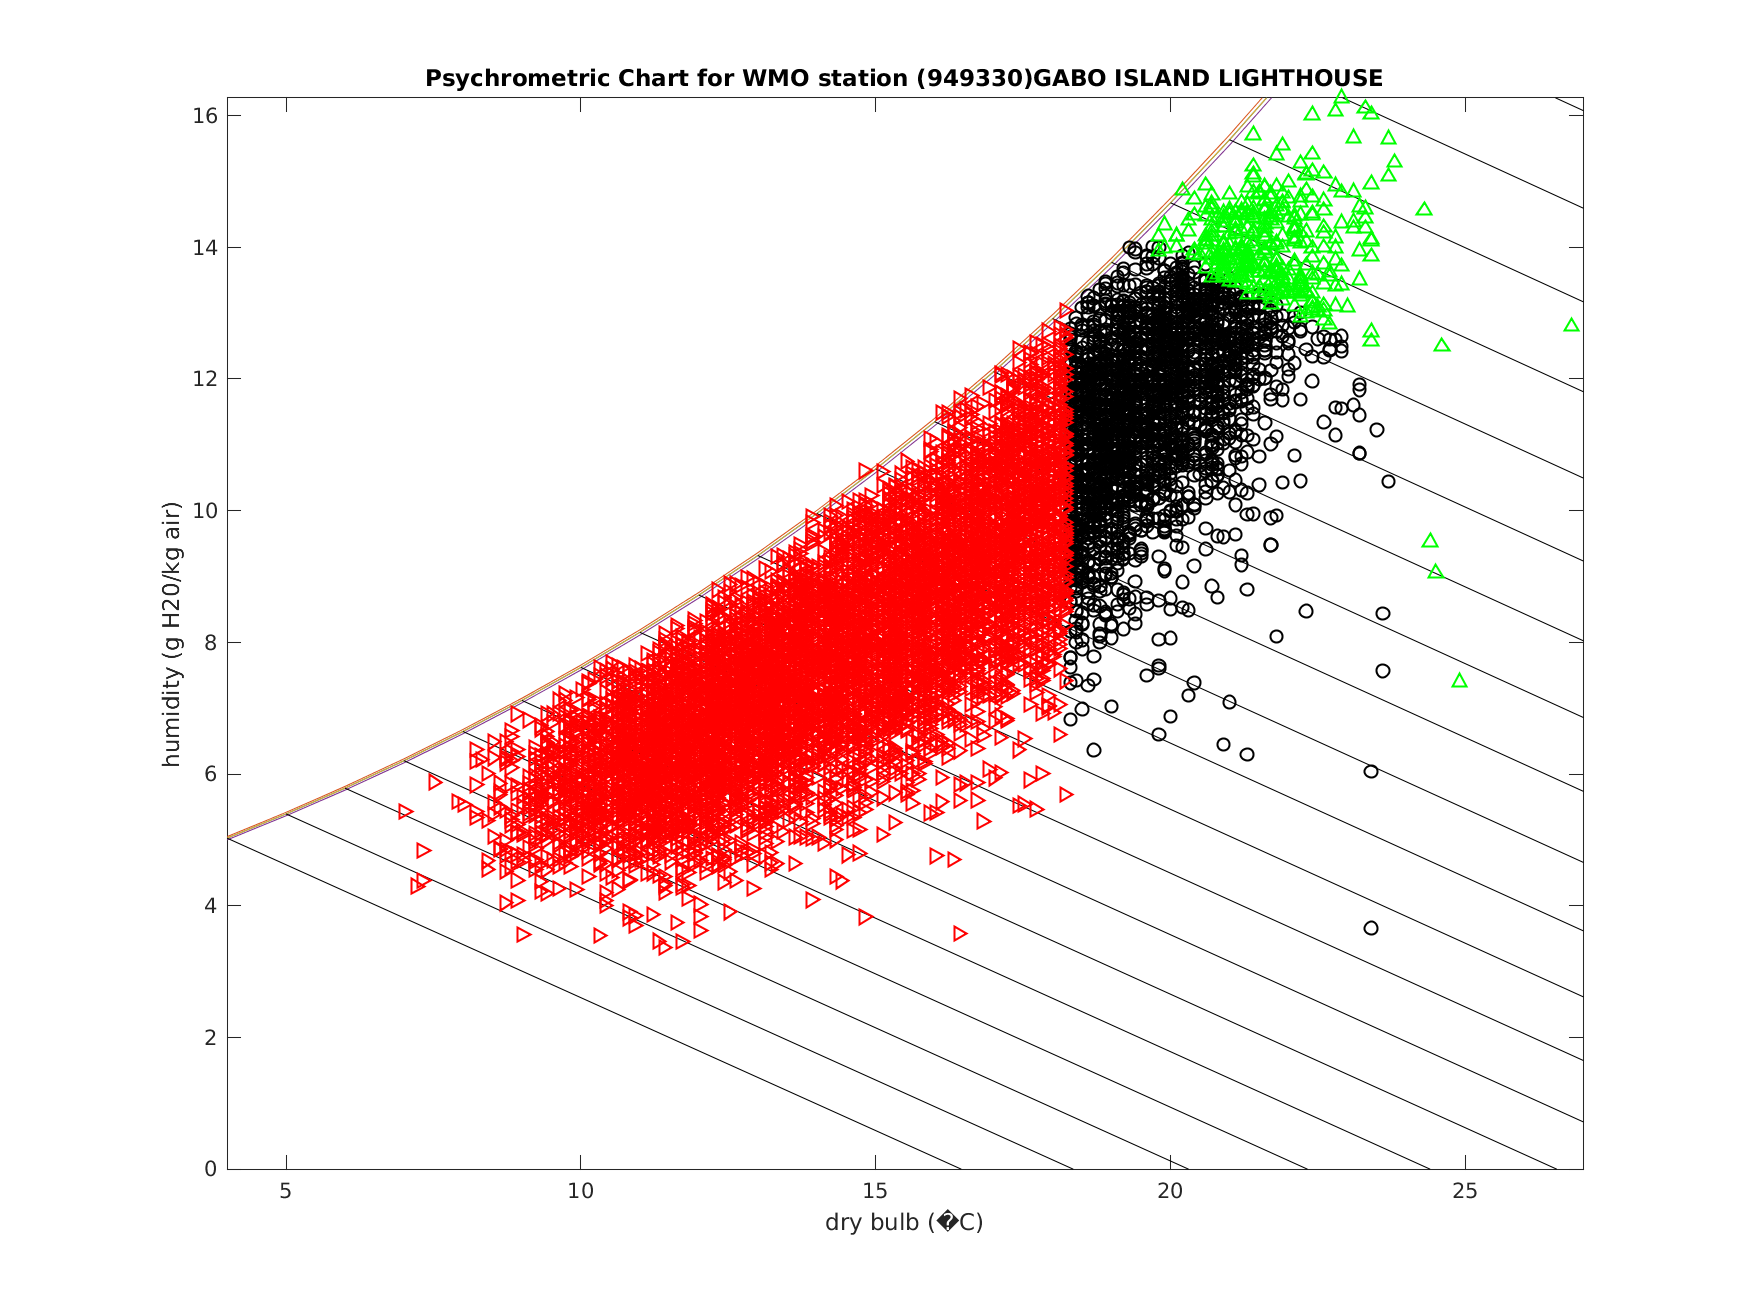 Psychrometric Chart for WMO station (949330)GABO ISLAND LIGHTHOUSE
16
14
12
10
8
6
4
2
0
humidity (g H20/kg air)
5 10 15 20 25
dry bulb (�C)